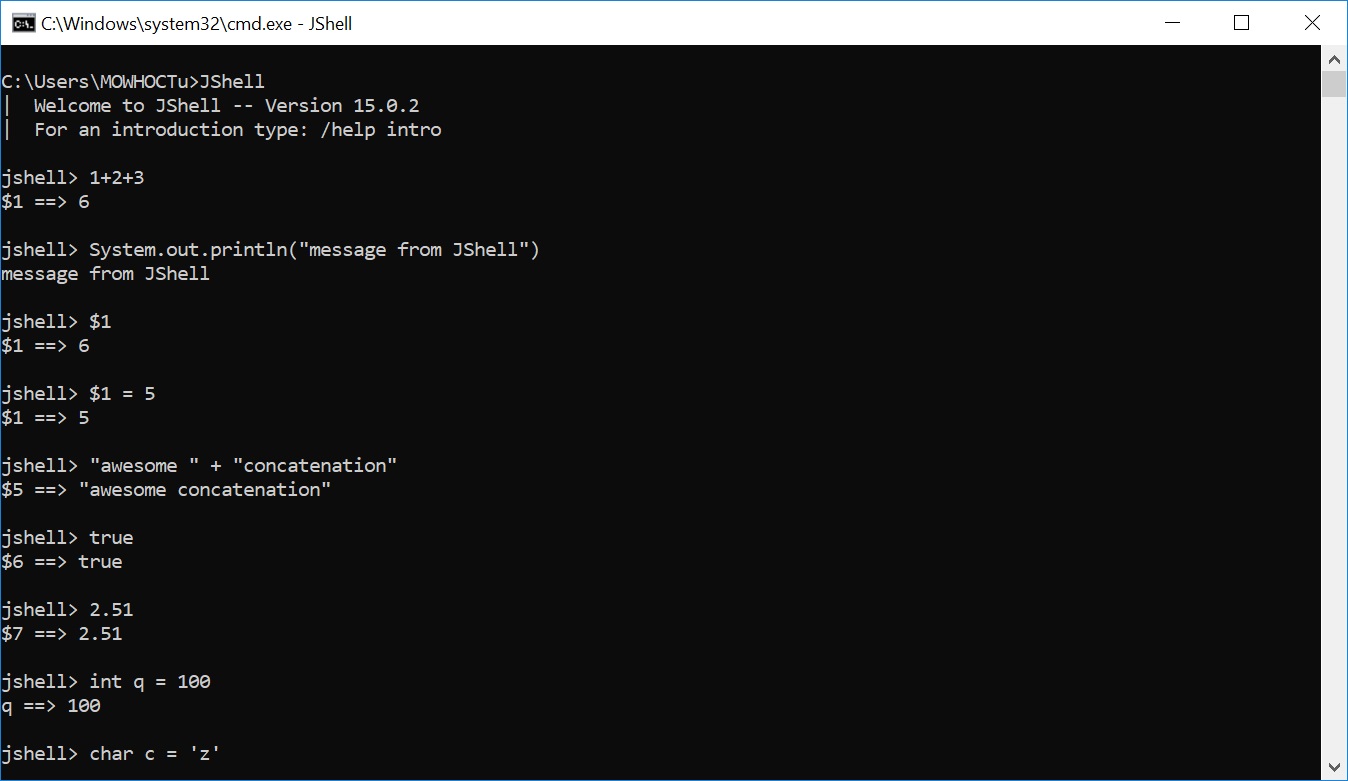 C:\Windows\system32\cmd.exe - JShell
C:\Users\MOWHOCTu>JShell
|  Welcome to JShell -- Version 15.0.2
|  For an introduction type: /help intro
jshell> 1+2+3
$1 ==> 6
jshell> System.out.println("message from JShell")
message from JShell
jshell> $1
$1 ==> 6
jshell> $1 = 5
$1 ==> 5
jshell> "awesome " + "concatenation"
$5 ==> "awesome concatenation"
jshell> true
$6 ==> true
jshell> 2.51
$7 ==> 2.51
jshell> int q = 100
q ==> 100
jshell> char c = 'z'